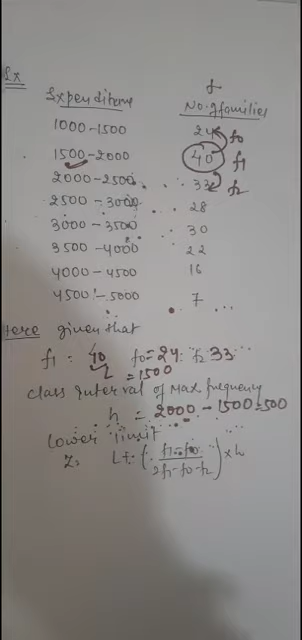 Ex
Expenditure
f
No. of families
1000-1500 24 f0
1500-2000 40 f1
2000-2500 33 f2
2500-3000 28
3000-3500 30
3500-4000 22
4000-4500 16
4500-5000 7
Here given that
f1 = 40 f0=24 f2 33
=1500
Class interval of Max frequency
h = 2000-1500=500
Lower limit
Z= L+ (f1-f0/2f1-f0-f2) x h